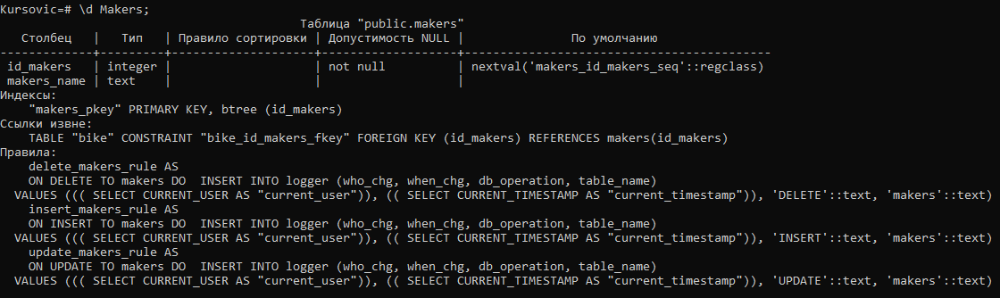 Kursovic=# \d Makers;
Таблица "public.makers"
Столбец | Тип | Правило сортировки | Допустимость NULL | По умолчанию
-------------+---------+--------------------+-------------------+-------------------------------------------
id_makers | integer | | not null | nextval('makers_id_makers_seq'::regclass)
makers_name | text | | |
Индексы:
"makers_pkey" PRIMARY KEY, btree (id_makers)
Ссылки извне:
TABLE "bike" CONSTRAINT "bike_id_makers_fkey" FOREIGN KEY (id_makers) REFERENCES makers(id_makers)
Правила:
delete_makers_rule AS
ON DELETE TO makers DO  INSERT INTO logger (who_chg, when_chg, db_operation, table_name)
VALUES ((( SELECT CURRENT_USER AS "current_user")), (( SELECT CURRENT_TIMESTAMP AS "current_timestamp")), 'DELETE'::text, 'makers'::text)
insert_makers_rule AS
ON INSERT TO makers DO  INSERT INTO logger (who_chg, when_chg, db_operation, table_name)
VALUES ((( SELECT CURRENT_USER AS "current_user")), (( SELECT CURRENT_TIMESTAMP AS "current_timestamp")), 'INSERT'::text, 'makers'::text)
update_makers_rule AS
ON UPDATE TO makers DO  INSERT INTO logger (who_chg, when_chg, db_operation, table_name)
VALUES ((( SELECT CURRENT_USER AS "current_user")), (( SELECT CURRENT_TIMESTAMP AS "current_timestamp")), 'UPDATE'::text, 'makers'::text)